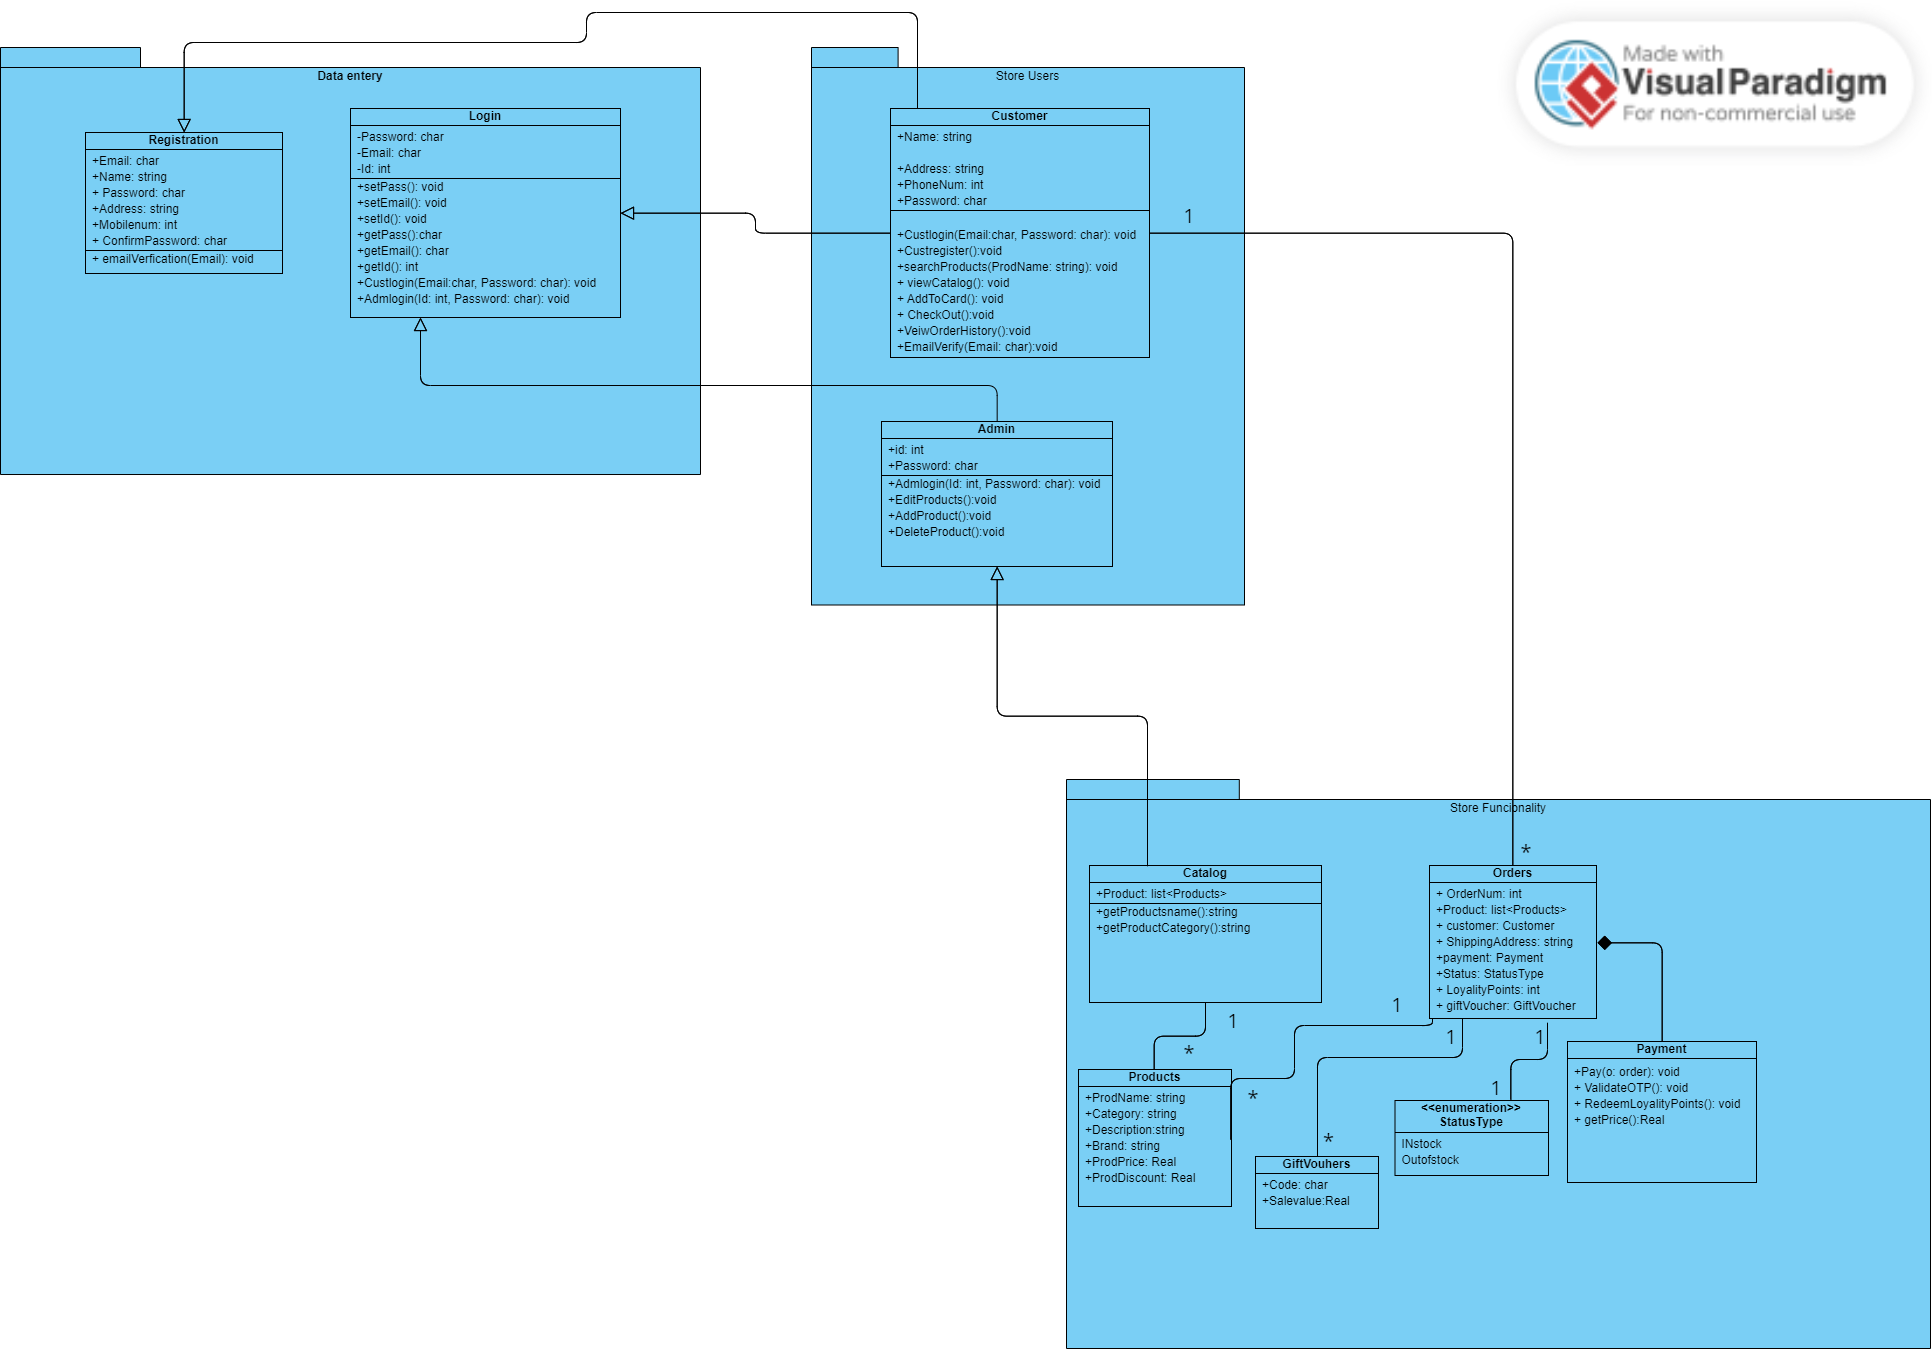 Made with
Visual Paradigm
For non-commercial use
Data entery
Registration
+Email: char
+Name: string
+ Password: char
+Address: string
+Mobilenum: int
+ ConfirmPassword: char
+ emailVerfication(Email): void
Login
-Password: char
-Email: char
-Id: int
+setPass(): void
+setEmail(): void
+setId(): void
+getPass():char
+getEmail(): char
+getId(): int
+Custlogin(Email:char, Password: char): void
+Admlogin(Id: int, Password: char): void
Store Users
Customer
+Name: string
+Address: string
+PhoneNum: int
+Password: char
+Custlogin(Email:char, Password: char): void
+Custregister():void
+searchProducts(ProdName: string): void
+ viewCatalog(): void
+ AddToCard(): void
+ CheckOut():void
+VeiwOrderHistory():void
+EmailVerify(Email: char):void
1
Admin
+id: int
+Password: char
+Admlogin(Id: int, Password: char): void
+EditProducts():void
+AddProduct():void
+DeleteProduct():void
Store Funcionality
*
Catalog
+Product: list<Products>
+getProductsname():string
+getProductCategory():string
Orders
+ OrderNum: int
+Product: list<Products>
+ customer: Customer
+ ShippingAddress: string
+payment: Payment
+Status: StatusType
+ LoyalityPoints: int
+ giftVoucher: GiftVoucher
1
*
1
*
1
*
1
1
Products
+ProdName: string
+Category: string
+Description:string
+Brand: string
+ProdPrice: Real
+ProdDiscount: Real
GiftVouhers
+Code: char
+Salevalue:Real
<<enumeration>>
StatusType
INstock
Outofstock
Payment
+Pay(o: order): void
+ ValidateOTP(): void
+ RedeemLoyalityPoints(): void
+ getPrice():Real